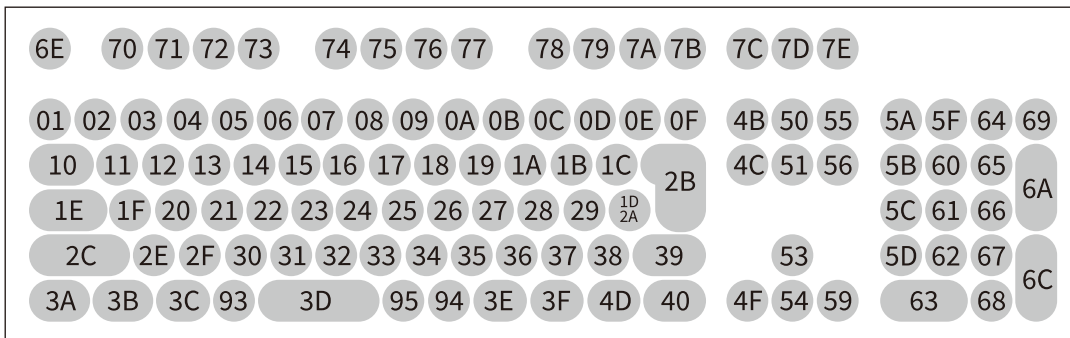 6E 70 71 72 73 74 75 76 77 78 79 7A 7B 7C 7D 7E
01 02 03 04 05 06 07 08 09 0A 0B 0C 0D 0E 0F 4B 50 55 5A 5F 64 69
10 11 12 13 14 15 16 17 18 19 1A 1B 1C 2B 4C 51 56 5B 60 65 6A
1E 1F 20 21 22 23 24 25 26 27 28 29 1D 5C 61 66
2A
2C 2E 2F 30 31 32 33 34 35 36 37 38 39 53 5D 62 67 6C
3A 3B 3C 93 3D 95 94 3E 3F 4D 40 4F 54 59 63 68